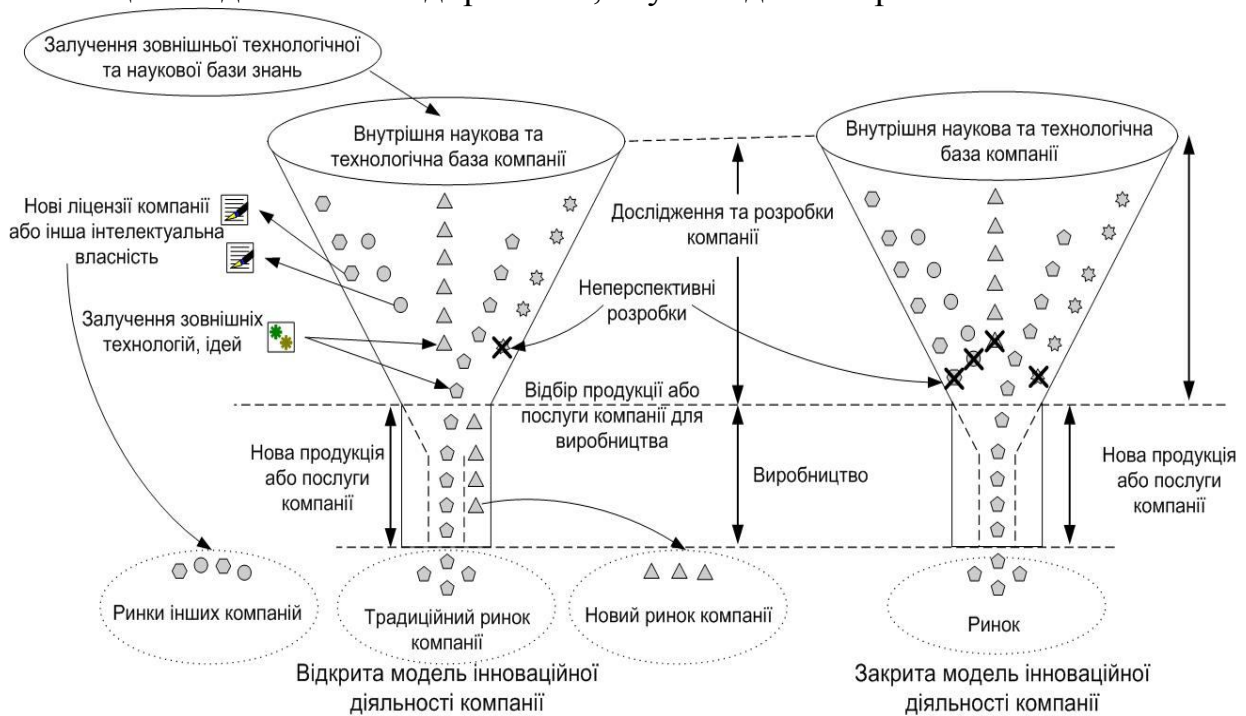 Залучення зовнішньої технологічної
та наукової бази знань
Внутрішня наукова та
технологічна база компанії
Внутрішня наукова та технологічна
база компанії
Нові ліцензії компанії
або інша інтелектуальна
власність
Дослідження та розробки
компанії
Неперспективні
розробки
Залучення зовнішніх
технологій, ідей
Відбір продукції або
послуги компанії для
виробництва
Нова продукція
або послуги
компанії
Виробництво
Нова продукція
або послуги
компанії
Ринки інших компаній
Традиційний ринок
компанії
Новий ринок компанії
Ринок
Відкрита модель інноваційної
діяльності компанії
Закрита модель інноваційної
діяльності компанії